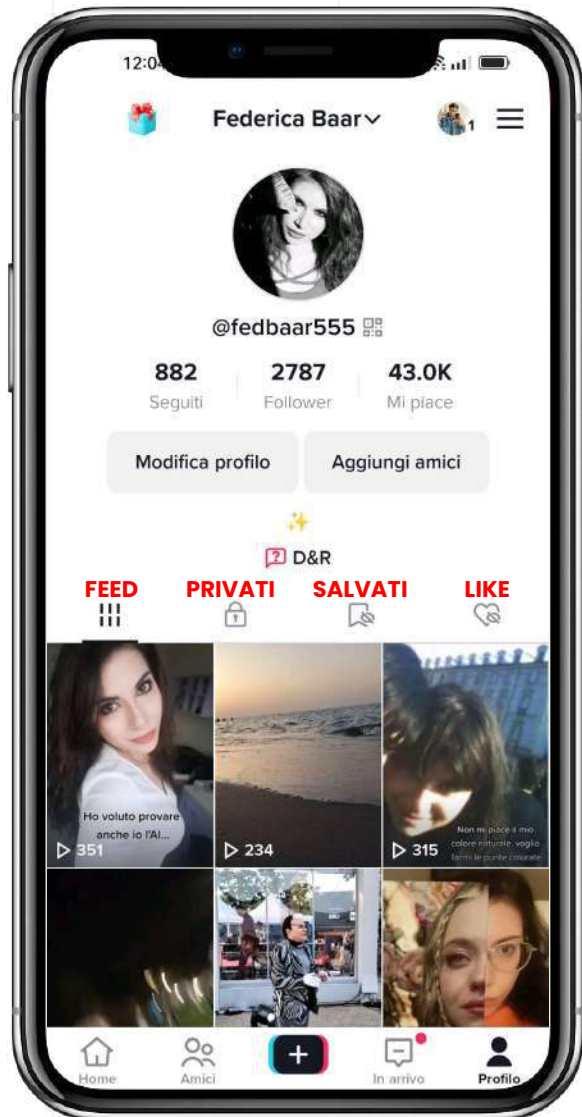 12:04
Federica Baar
1
@fedbaar555
882 2787 43.0K
Seguiti Follower Mi piace
Modifica profilo Aggiungi amici
D&R
FEED PRIVATI SALVATI LIKE
Ho voluto provare
anche io l'AI...
351
234
Non mi piace il mio
colore naturale, voglio
farmi le punte colorate
315
Home Amici In arrivo Profilo